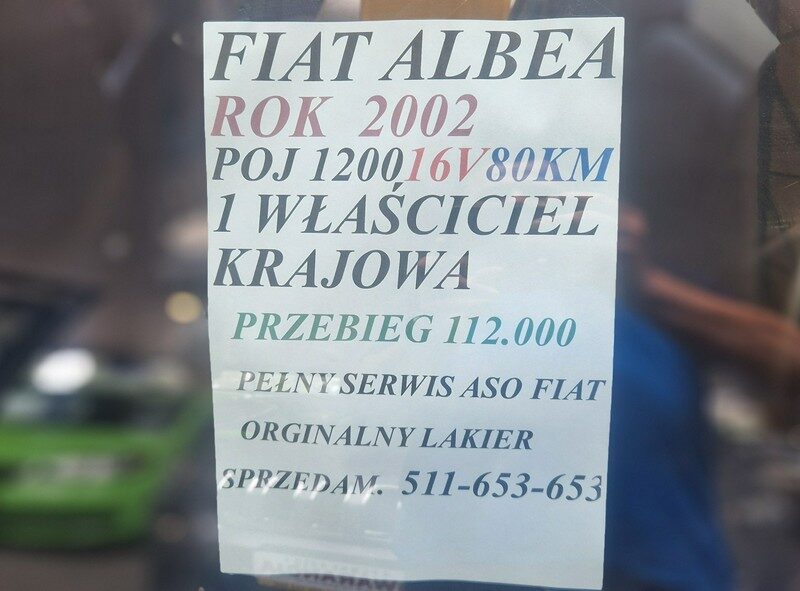 FIAT ALBEA
ROK 2002
POJ 1200 16V 80KM
1 WŁAŚCICIEL
KRAJOWA
PRZEBIEG 112.000
PEŁNY SERWIS ASO FIAT
ORGINALNY LAKIER
SPRZEDAM. 511-653-653